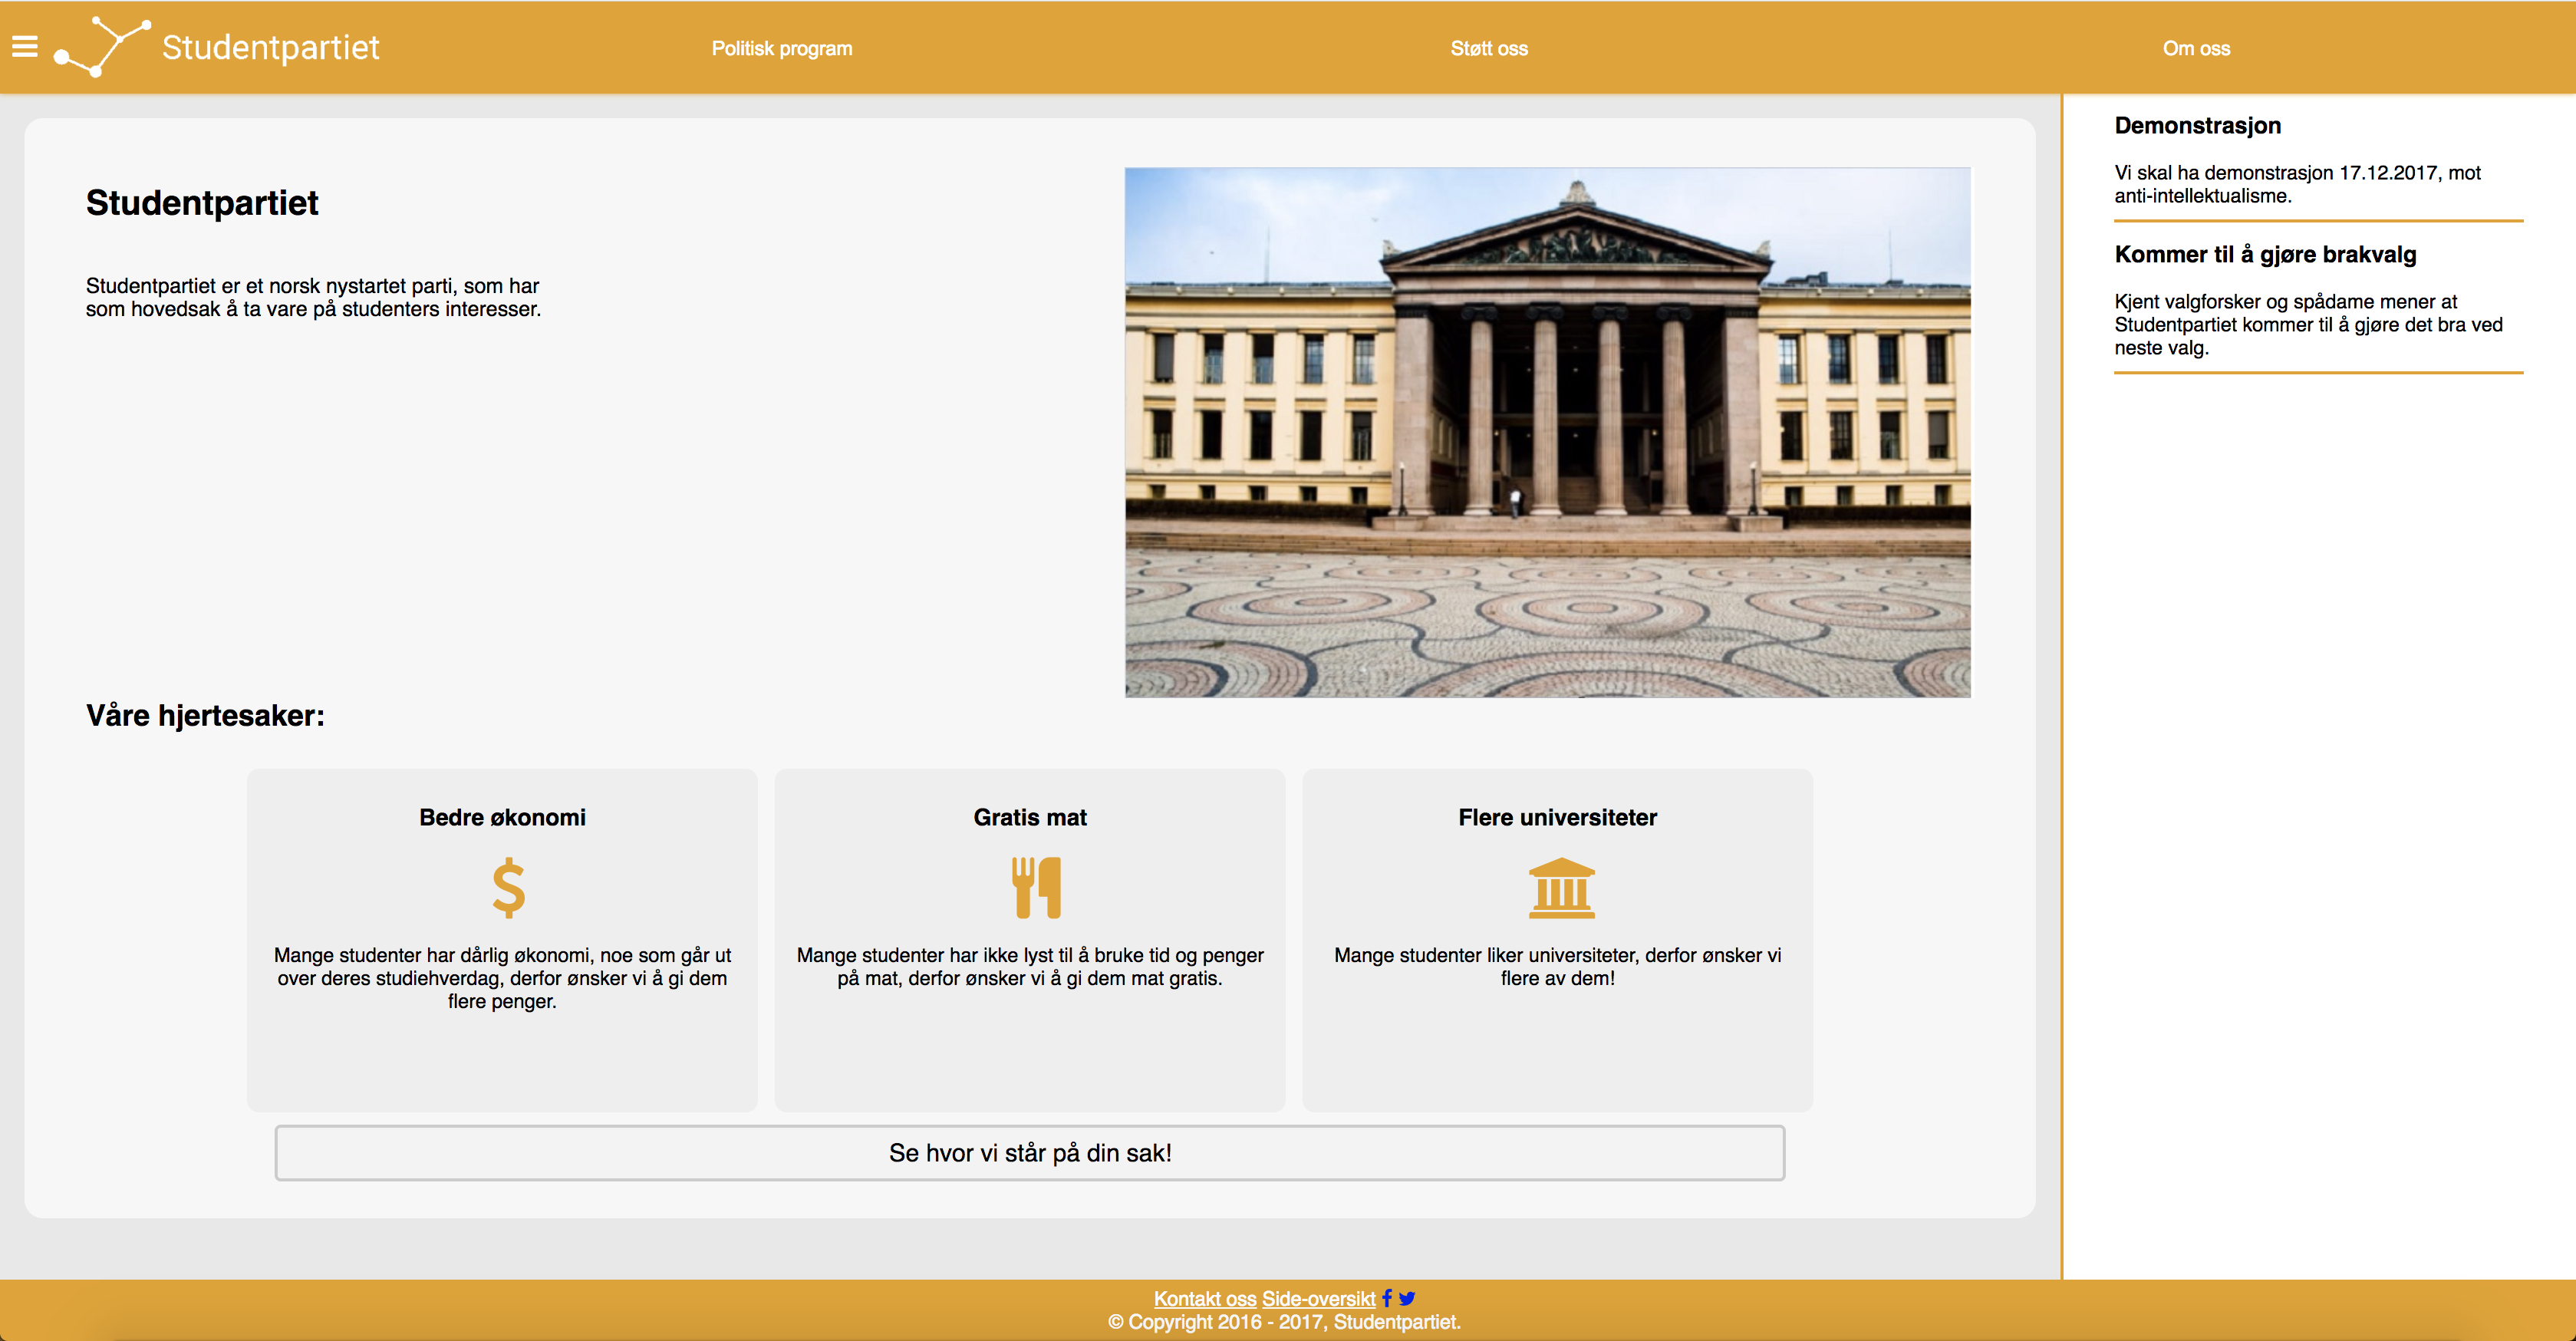 Studentpartiet
Politisk program
Støtt oss
Om oss
Studentpartiet
Studentpartiet er et norsk nystartet parti, som har
som hovedsak å ta vare på studenters interesser.
Våre hjertesaker:
Bedre økonomi
Mange studenter har dårlig økonomi, noe som går ut
over deres studiehverdag, derfor ønsker vi å gi dem
flere penger.
Gratis mat
Mange studenter har ikke lyst til å bruke tid og penger
på mat, derfor ønsker vi å gi dem mat gratis.
Flere universiteter
Mange studenter liker universiteter, derfor ønsker vi
flere av dem!
Se hvor vi står på din sak!
Demonstrasjon
Vi skal ha demonstrasjon 17.12.2017, mot
anti-intellektualisme.
Kommer til å gjøre brakvalg
Kjent valgforsker og spådame mener at
Studentpartiet kommer til å gjøre det bra ved
neste valg.
Kontakt oss Side-oversikt
© Copyright 2016 - 2017, Studentpartiet.